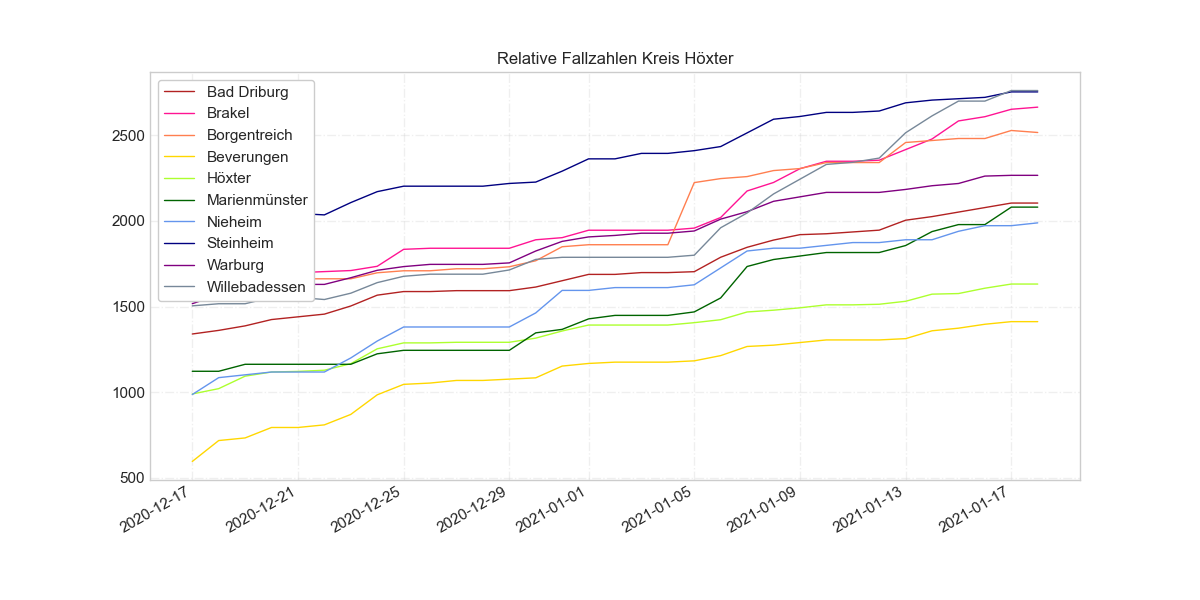 Relative Fallzahlen Kreis Höxter
Bad Driburg
Brakel
Borgentreich
Beverungen
Höxter
Marienmünster
Nieheim
Steinheim
Warburg
Willebadessen
2500
2000
1500
1000
500
2020-12-17
2020-12-21
2020-12-25
2020-12-29
2021-01-01
2021-01-05
2021-01-09
2021-01-13
2021-01-17